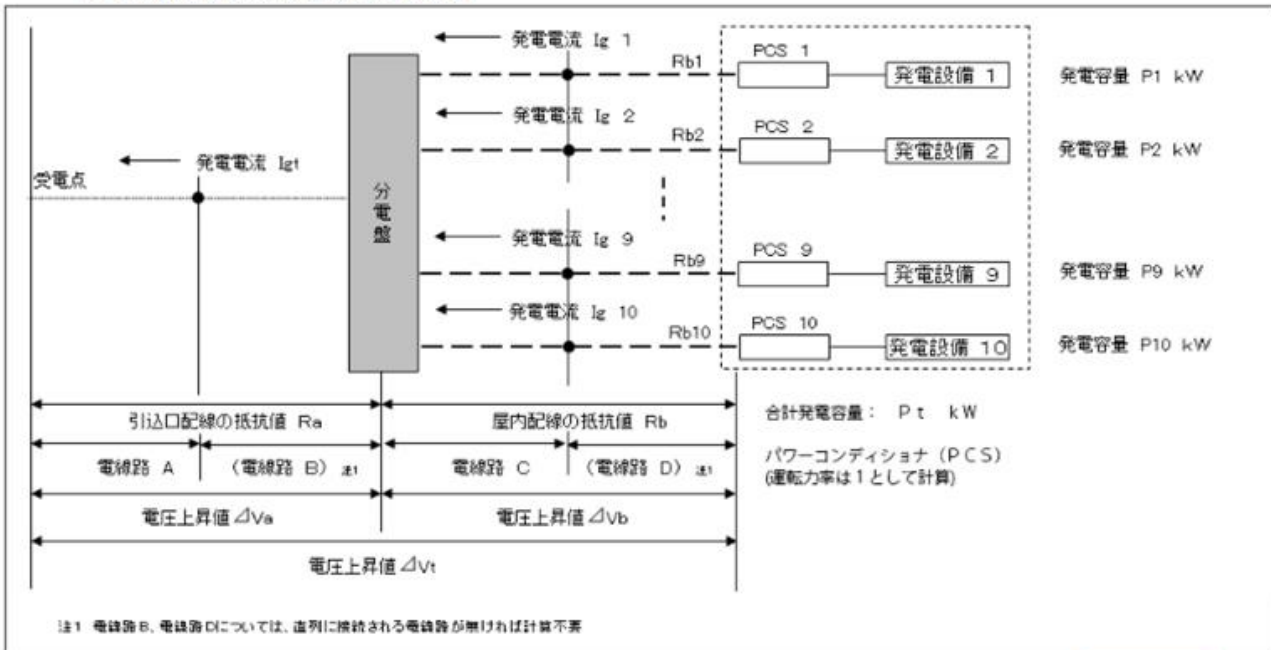 発電電流 Ig 1
Rb1
PCS 1
発電設備 1
発電容量 P1 kW
発電電流 Ig 2
Rb2
PCS 2
発電設備 2
発電容量 P2 kW
発電電流 Igt
受電点
分電盤
発電電流 Ig 9
Rb9
PCS 9
発電設備 9
発電容量 P9 kW
発電電流 Ig 10
Rb10
PCS 10
発電設備 10
発電容量 P10 kW
引込口配線の抵抗値 Ra
屋内配線の抵抗値 Rb
合計発電容量： Pt kW
電線路 A
（電線路 B） 注1
電線路 C
（電線路 D） 注1
パワーコンディショナ（PCS）
(運転力率は1として計算)
電圧上昇値⊿Va
電圧上昇値⊿Vb
電圧上昇値⊿Vt
注1 電線路B、電線路Dについては、直列に接続される電線路が無ければ計算不要